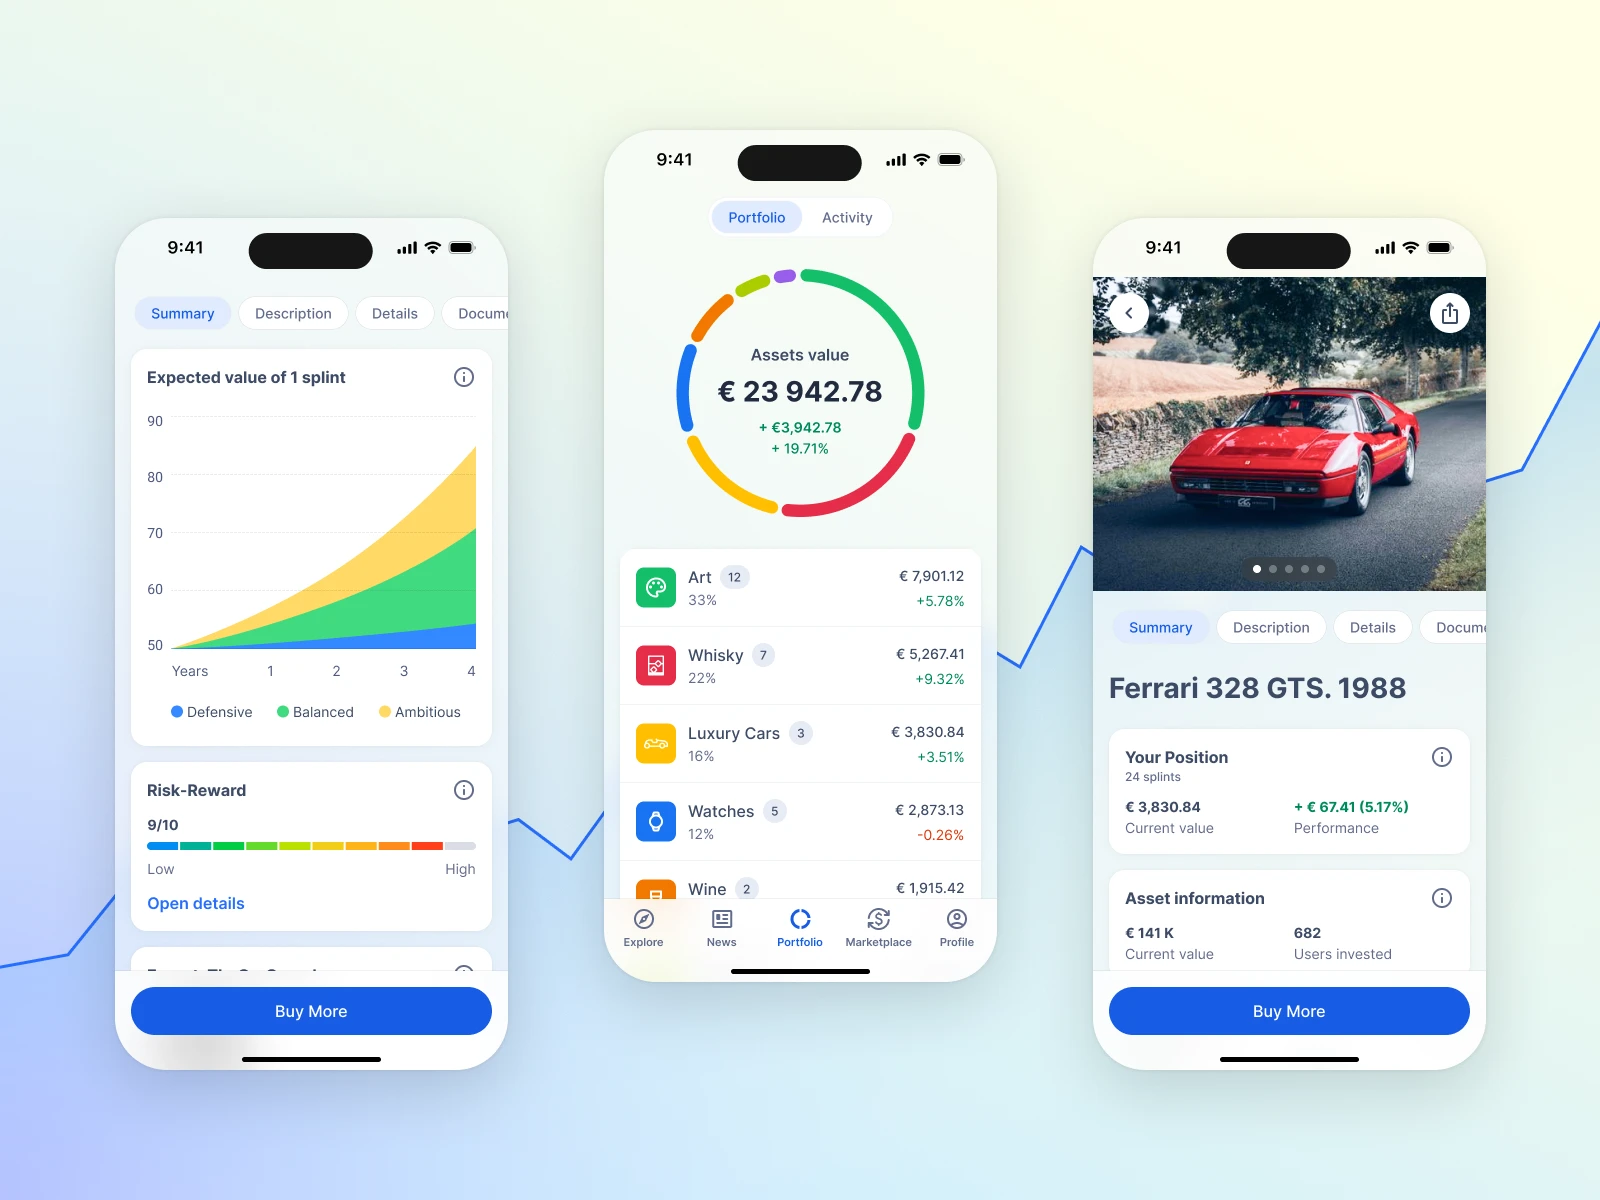 9:41
Summary
Description
Details
Docume
Expected value of 1 splint
90
80
70
60
50
Years 1 2 3 4
Defensive Balanced Ambitious
Risk-Reward
9/10
Low High
Open details
Buy More
9:41
Portfolio Activity
Assets value
€ 23 942.78
+ €3,942.78
+ 19.71%
Art 12 € 7,901.12
33% +5.78%
Whisky 7 € 5,267.41
22% +9.32%
Luxury Cars 3 € 3,830.84
16% +3.51%
Watches 5 € 2,873.13
12% -0.26%
Wine 2 € 1,915.42
Explore News Portfolio Marketplace Profile
9:41
Summary
Description
Details
Docume
Ferrari 328 GTS. 1988
Your Position
24 splints
€ 3,830.84 + € 67.41 (5.17%)
Current value Performance
Asset information
€ 141 K 682
Current value Users invested
Buy More